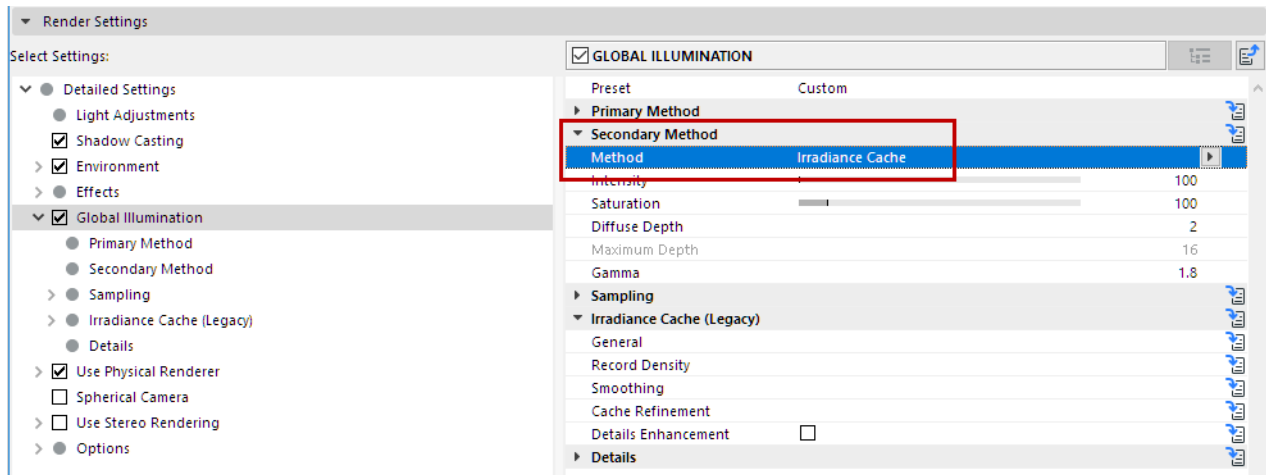 Render Settings
Select Settings:
Detailed Settings
Light Adjustments
Shadow Casting
Environment
Effects
Global Illumination
Primary Method
Secondary Method
Sampling
Irradiance Cache (Legacy)
Details
Use Physical Renderer
Spherical Camera
Use Stereo Rendering
Options
GLOBAL ILLUMINATION
Preset Custom
Primary Method
Secondary Method
Method Irradiance Cache
Intensity 100
Saturation 100
Diffuse Depth 2
Maximum Depth 16
Gamma 1.8
Sampling
Irradiance Cache (Legacy)
General
Record Density
Smoothing
Cache Refinement
Details Enhancement
Details